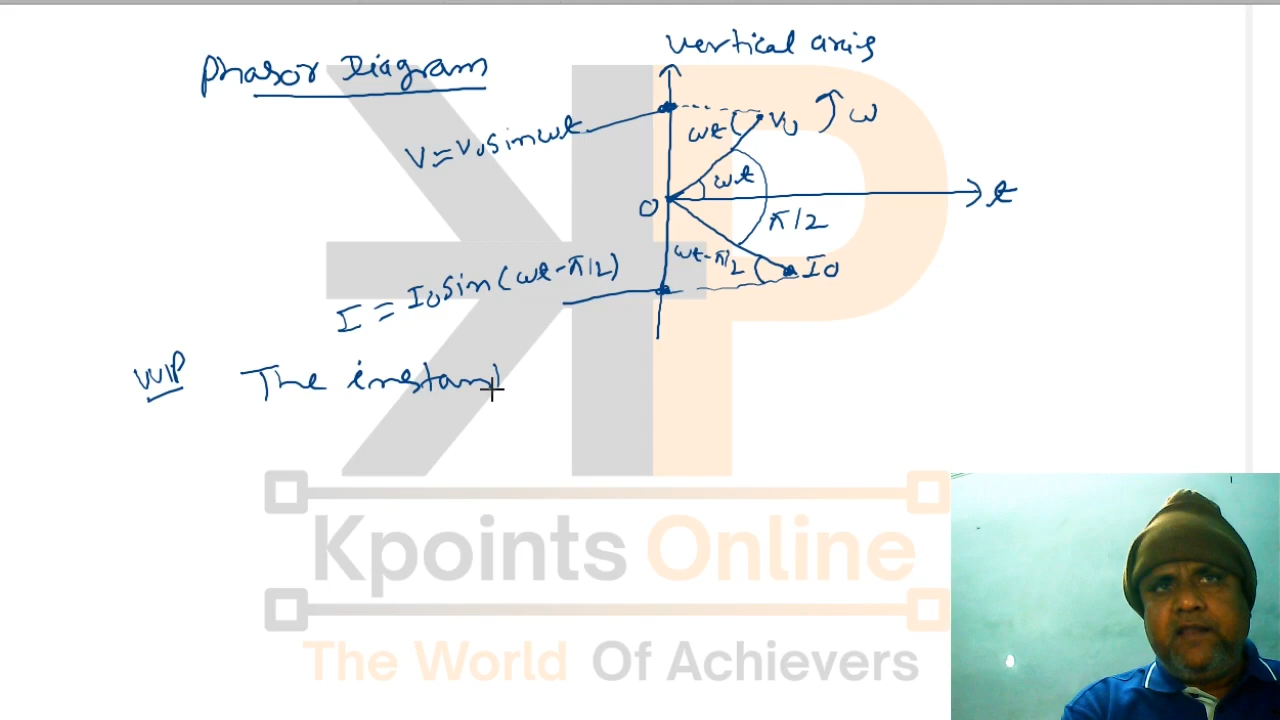 Phasor Diagram
vertical axis
V = V0 sin ωt
ωt
V0
ω
ωt
O
t
π/2
ωt - π/2
I0
I = I0 sin (ωt - π/2)
The instant
Kpoints Online
The World Of Achievers